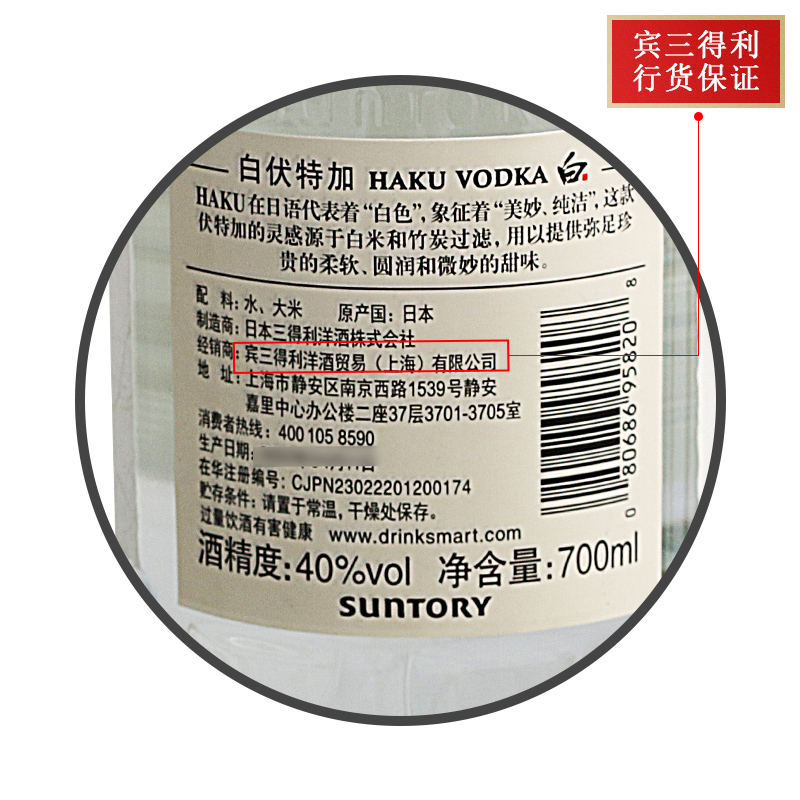 宾三得利
行货保证
白伏特加 HAKU VODKA 白
HAKU在日语代表着“白色”，象征着“美妙、纯洁”，这款
伏特加的灵感源于白米和竹炭过滤，用以提供弥足珍
贵的柔软、圆润和微妙的甜味。
配 料：水、大米 原产国：日本
制造商：日本三得利洋酒株式会社
经销商：宾三得利洋酒贸易（上海）有限公司
地 址：上海市静安区南京西路1539号静安
嘉里中心办公楼二座37层3701-3705室
消费者热线：400 105 8590
生产日期：
在华注册编号：CJPN23022201200174
贮存条件：请置于常温，干燥处保存。
过量饮酒有害健康 www.drinksmart.com
酒精度：40%vol 净含量：700ml
SUNTORY
0 80686 95820 8